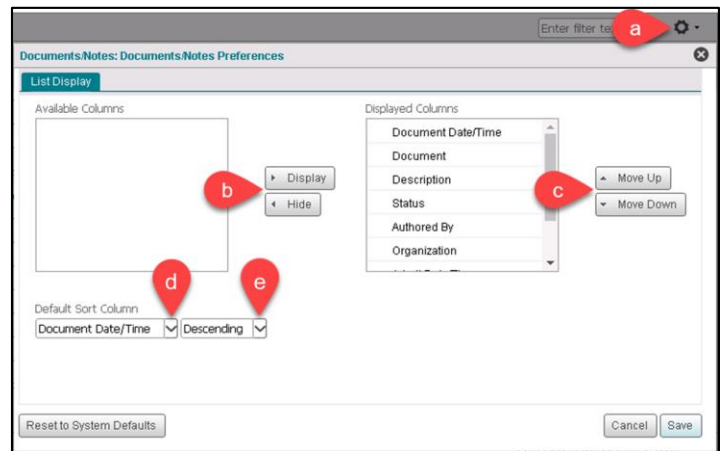 Enter filter te
a
Documents/Notes: Documents/Notes Preferences
List Display
Available Columns
Displayed Columns
Document Date/Time
Document
Description
Status
Authored By
Organization
b
Display
Hide
c
Move Up
Move Down
d
e
Default Sort Column
Document Date/Time
Descending
Reset to System Defaults
Cancel
Save